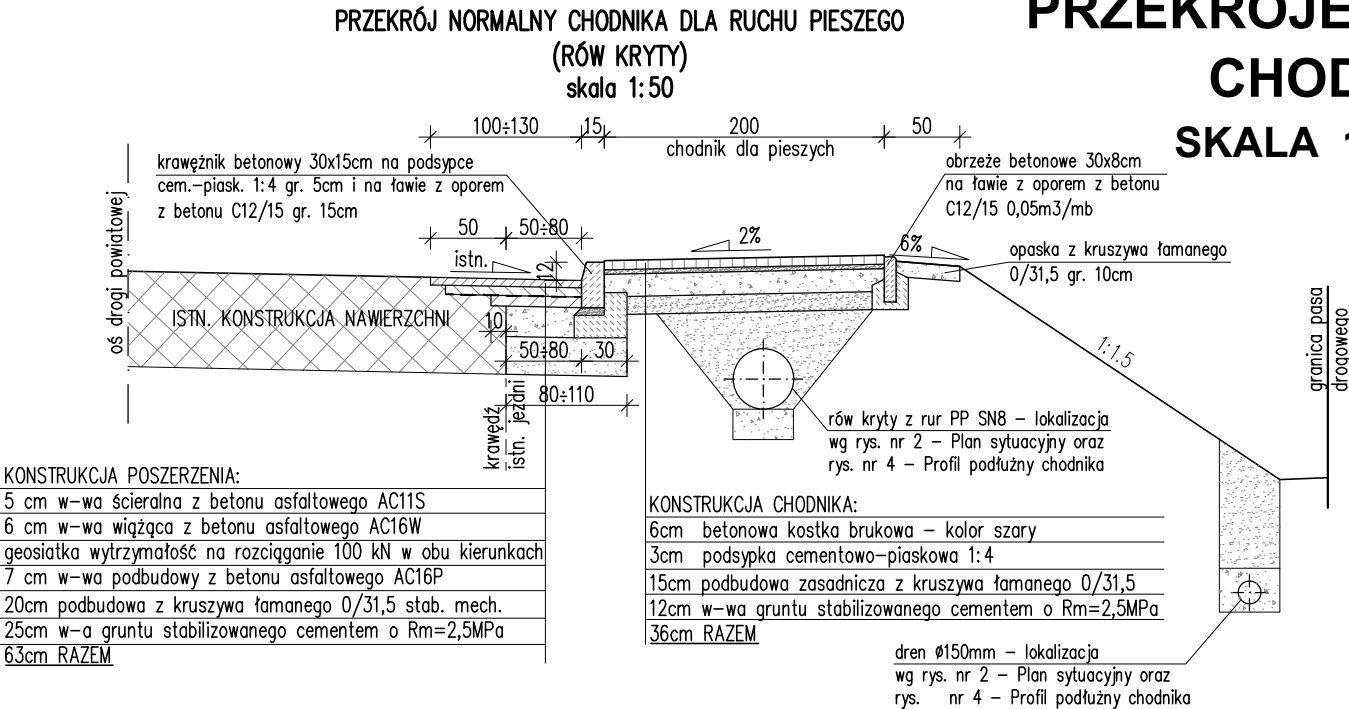 PRZEKRÓJ NORMALNY CHODNIKA DLA RUCHU PIESZEGO
(RÓW KRYTY)
skala 1:50
PRZEKROJE
CHOD
SKALA 1
100÷130
15
200
50
chodnik dla pieszych
krawężnik betonowy 30x15cm na podsypce
cem.-piask. 1:4 gr. 5cm i na ławie z oporem
z betonu C12/15 gr. 15cm
obrzeże betonowe 30x8cm
na ławie z oporem z betonu
C12/15 0,05m3/mb
50
50÷80
istn.
12
2%
6%
opaska z kruszywa łamanego
0/31,5 gr. 10cm
oś drogi powiatowej
ISTN. KONSTRUKCJA NAWIERZCHNI
10
50÷80
30
80÷110
krawędź
istn. jezdni
1:1.5
granica pasa
drogowego
rów kryty z rur PP SN8 – lokalizacja
wg rys. nr 2 – Plan sytuacyjny oraz
rys. nr 4 – Profil podłużny chodnika
KONSTRUKCJA POSZERZENIA:
5 cm w-wa ścieralna z betonu asfaltowego AC11S
6 cm w-wa wiążąca z betonu asfaltowego AC16W
geosiatka wytrzymałość na rozciąganie 100 kN w obu kierunkach
7 cm w-wa podbudowy z betonu asfaltowego AC16P
20cm podbudowa z kruszywa łamanego 0/31,5 stab. mech.
25cm w-a gruntu stabilizowanego cementem o Rm=2,5MPa
63cm RAZEM
KONSTRUKCJA CHODNIKA:
6cm betonowa kostka brukowa – kolor szary
3cm podsypka cementowo-piaskowa 1:4
15cm podbudowa zasadnicza z kruszywa łamanego 0/31,5
12cm w-wa gruntu stabilizowanego cementem o Rm=2,5MPa
36cm RAZEM
dren ø150mm – lokalizacja
wg rys. nr 2 – Plan sytuacyjny oraz
rys. nr 4 – Profil podłużny chodnika